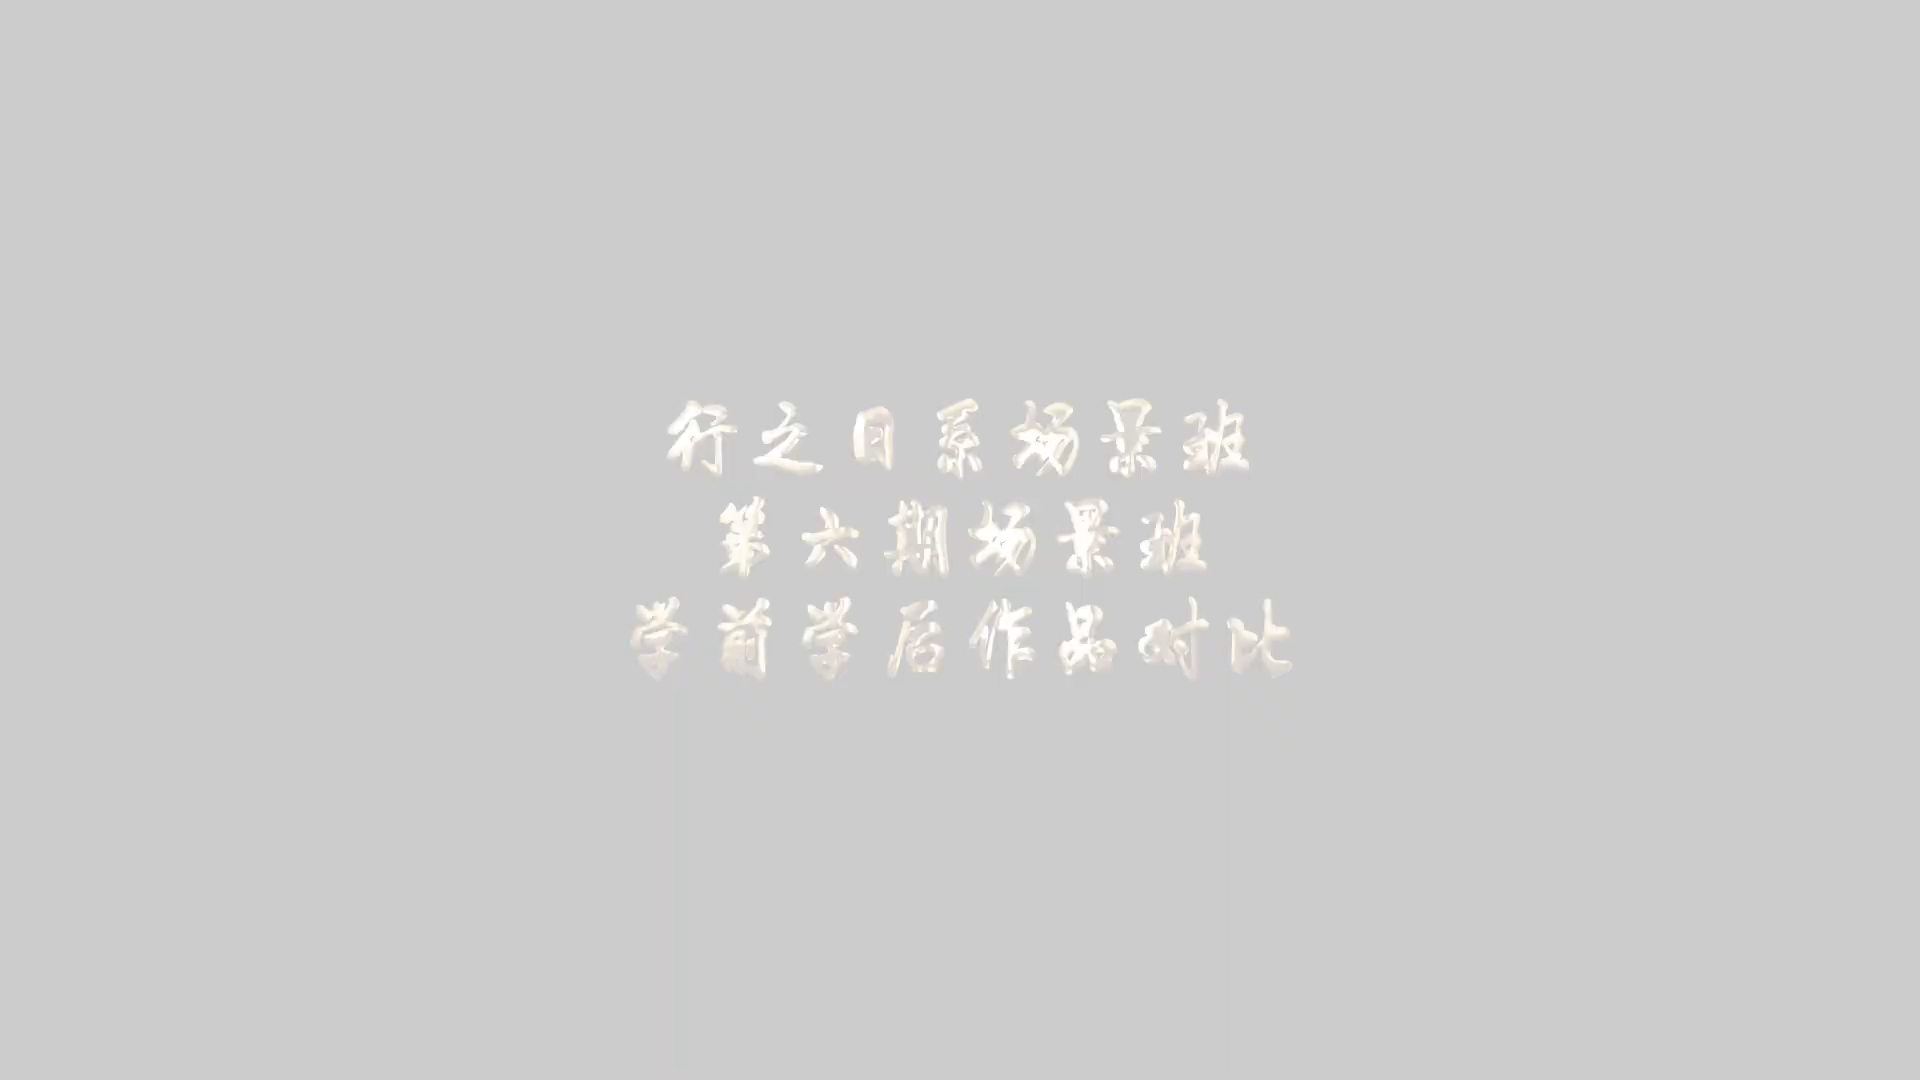 行之日系场景班
第六期场景班
学前学后作品对比